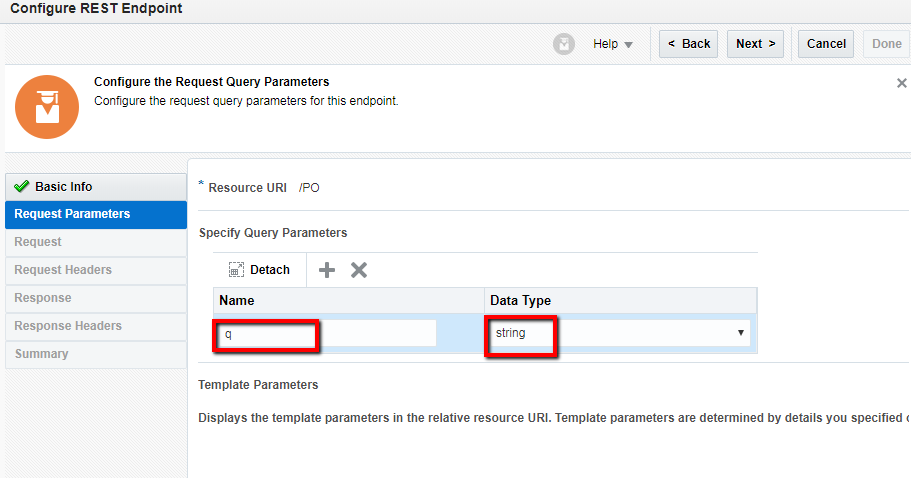 Configure REST Endpoint
Help
< Back
Next >
Cancel
Done
Configure the Request Query Parameters
Configure the request query parameters for this endpoint.
Basic Info
Request Parameters
Request
Request Headers
Response
Response Headers
Summary
* Resource URI /PO
Specify Query Parameters
Detach
Name Data Type
q string
Template Parameters
Displays the template parameters in the relative resource URI. Template parameters are determined by details you specified